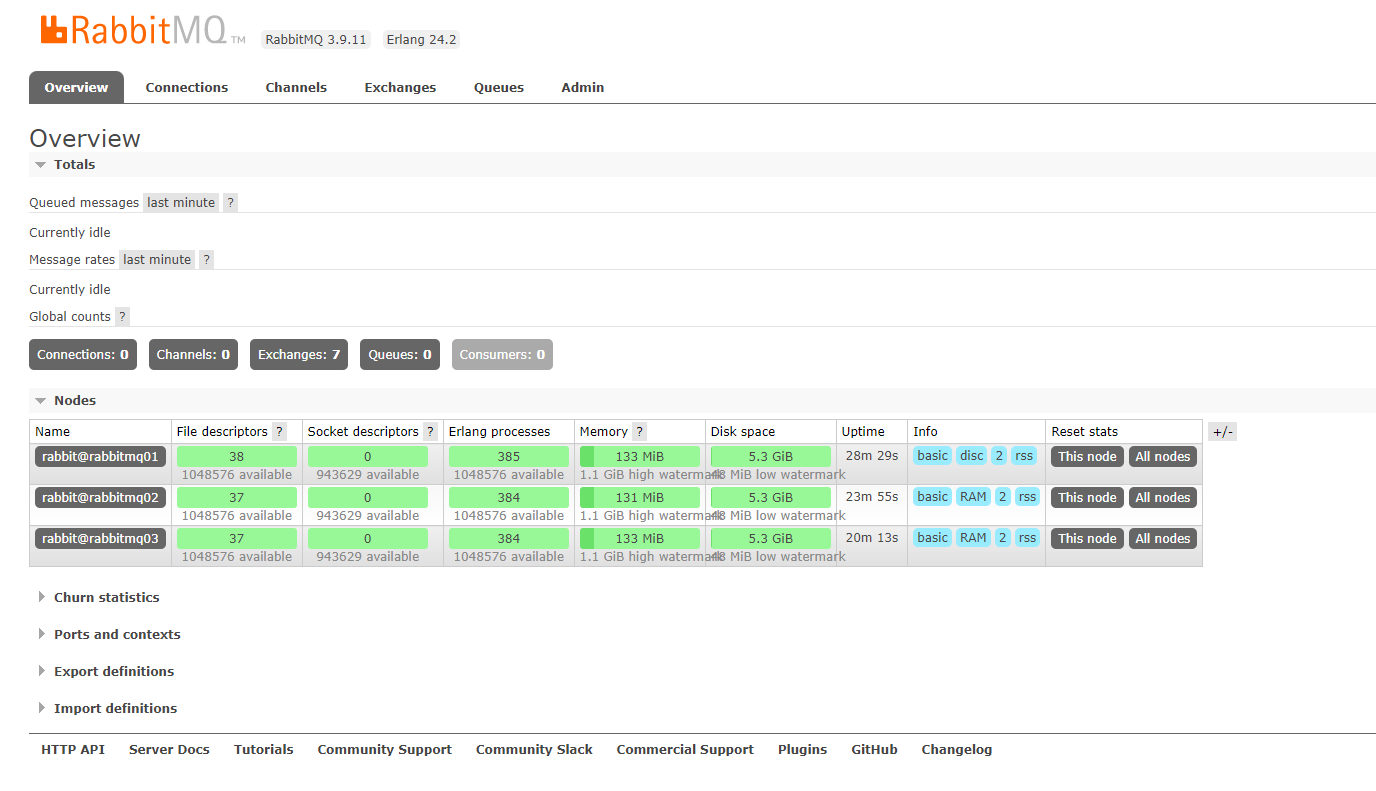 RabbitMQ TM RabbitMQ 3.9.11 Erlang 24.2
Overview Connections Channels Exchanges Queues Admin
Overview
Totals
Queued messages last minute ?
Currently idle
Message rates last minute ?
Currently idle
Global counts ?
Connections: 0 Channels: 0 Exchanges: 7 Queues: 0 Consumers: 0
Nodes
Name File descriptors ? Socket descriptors ? Erlang processes Memory ? Disk space Uptime Info Reset stats +/-
rabbit@rabbitmq01 38 0 385 133 MiB 5.3 GiB 28m 29s basic disc 2 rss This node All nodes
1048576 available 943629 available 1048576 available 1.1 GiB high watermark 48 MiB low watermark
rabbit@rabbitmq02 37 0 384 131 MiB 5.3 GiB 23m 55s basic RAM 2 rss This node All nodes
1048576 available 943629 available 1048576 available 1.1 GiB high watermark 48 MiB low watermark
rabbit@rabbitmq03 37 0 384 133 MiB 5.3 GiB 20m 13s basic RAM 2 rss This node All nodes
1048576 available 943629 available 1048576 available 1.1 GiB high watermark 48 MiB low watermark
Churn statistics
Ports and contexts
Export definitions
Import definitions
HTTP API Server Docs Tutorials Community Support Community Slack Commercial Support Plugins GitHub Changelog